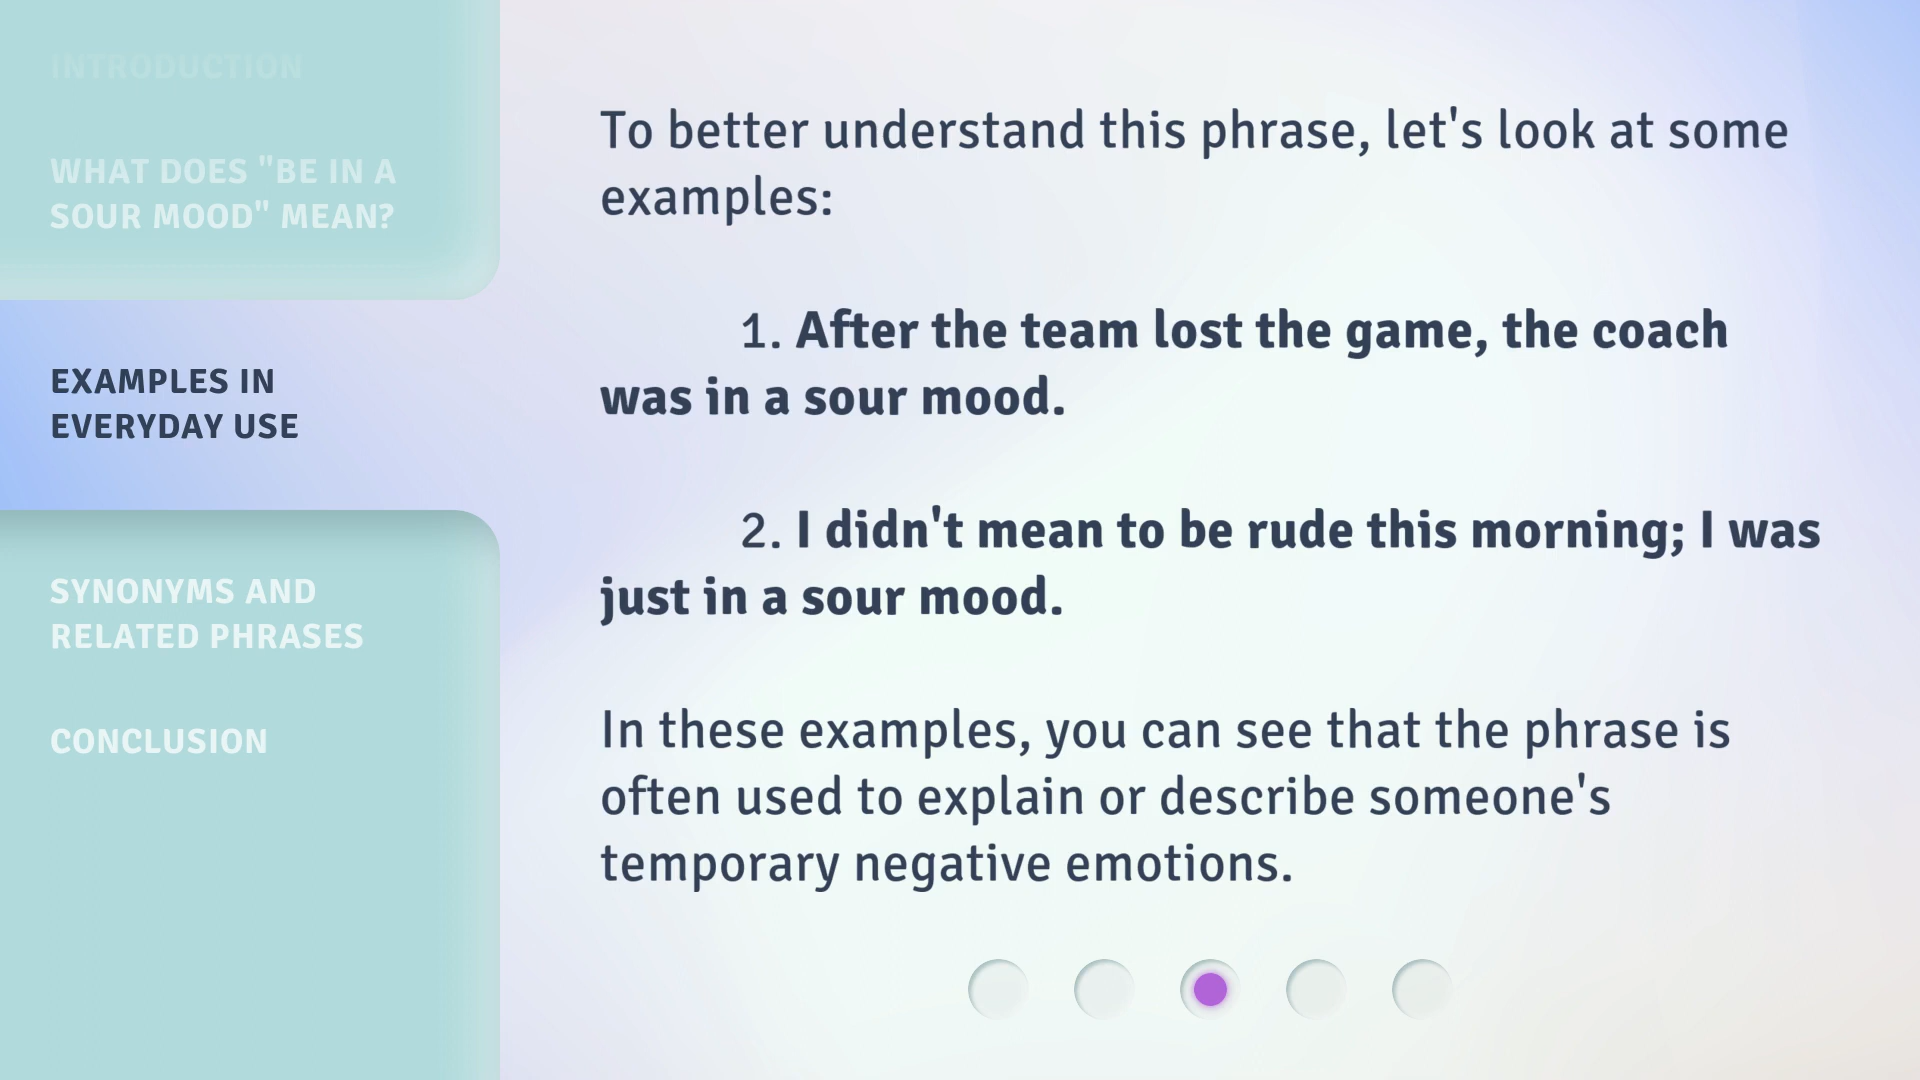 INTRODUCTION
WHAT DOES "BE IN A
SOUR MOOD" MEAN?
EXAMPLES IN
EVERYDAY USE
SYNONYMS AND
RELATED PHRASES
CONCLUSION
To better understand this phrase, let's look at some
examples:
1. After the team lost the game, the coach
was in a sour mood.
2. I didn't mean to be rude this morning; I was
just in a sour mood.
In these examples, you can see that the phrase is
often used to explain or describe someone's
temporary negative emotions.